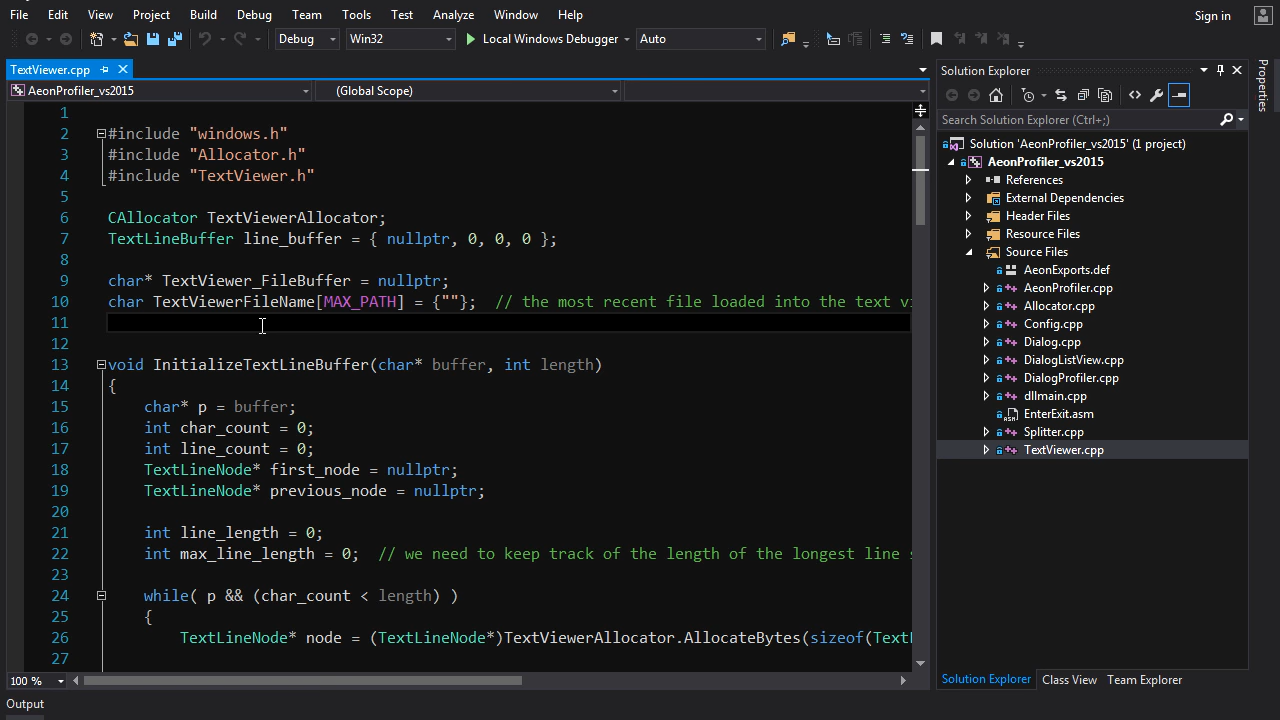 File Edit View Project Build Debug Team Tools Test Analyze Window Help
Sign in
Debug Win32 Local Windows Debugger Auto
TextViewer.cpp
AeonProfiler_vs2015 (Global Scope)
1
2 #include "windows.h"
3 #include "Allocator.h"
4 #include "TextViewer.h"
5
6 CAllocator TextViewerAllocator;
7 TextLineBuffer line_buffer = { nullptr, 0, 0, 0 };
8
9 char* TextViewer_FileBuffer = nullptr;
10 char TextViewerFileName[MAX_PATH] = {""}; // the most recent file loaded into the text vi
11
12
13 void InitializeTextLineBuffer(char* buffer, int length)
14 {
15 char* p = buffer;
16 int char_count = 0;
17 int line_count = 0;
18 TextLineNode* first_node = nullptr;
19 TextLineNode* previous_node = nullptr;
20
21 int line_length = 0;
22 int max_line_length = 0; // we need to keep track of the length of the longest line s
23
24 while( p && (char_count < length) )
25 {
26 TextLineNode* node = (TextLineNode*)TextViewerAllocator.AllocateBytes(sizeof(TextL
27
100 %
Output
Solution Explorer
Search Solution Explorer (Ctrl+;)
Solution 'AeonProfiler_vs2015' (1 project)
AeonProfiler_vs2015
References
External Dependencies
Header Files
Resource Files
Source Files
AeonExports.def
AeonProfiler.cpp
Allocator.cpp
Config.cpp
Dialog.cpp
DialogListView.cpp
DialogProfiler.cpp
dllmain.cpp
EnterExit.asm
Splitter.cpp
TextViewer.cpp
Solution Explorer Class View Team Explorer
Properties